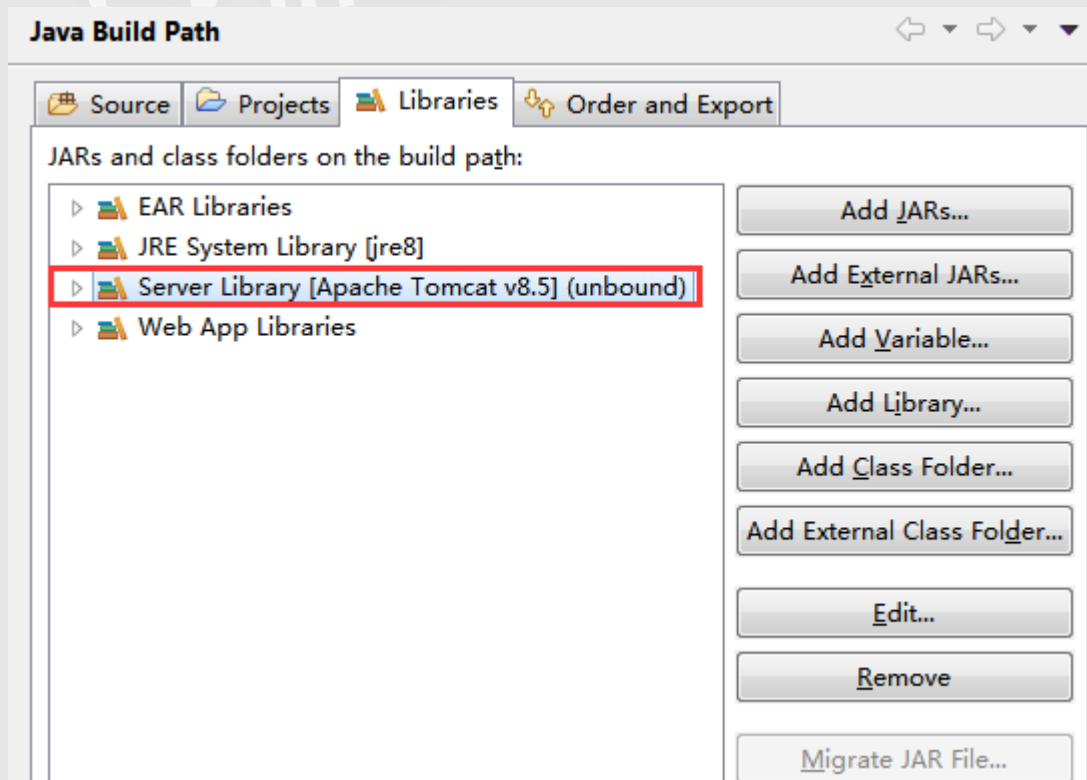 Java Build Path
Source Projects Libraries Order and Export
JARs and class folders on the build path:
EAR Libraries
JRE System Library [jre8]
Server Library [Apache Tomcat v8.5] (unbound)
Web App Libraries
Add JARs...
Add External JARs...
Add Variable...
Add Library...
Add Class Folder...
Add External Class Folder...
Edit...
Remove
Migrate JAR File...